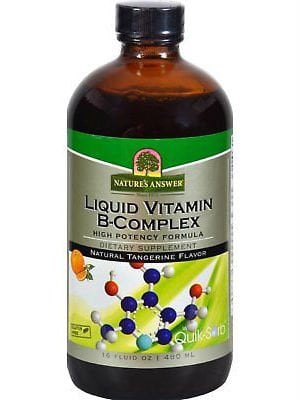 NATURE'S ANSWER
LIQUID VITAMIN
B-COMPLEX
HIGH POTENCY FORMULA
DIETARY SUPPLEMENT
NATURAL TANGERINE FLAVOR
Quik-Sorb
16 FLUID OZ / 480 ML